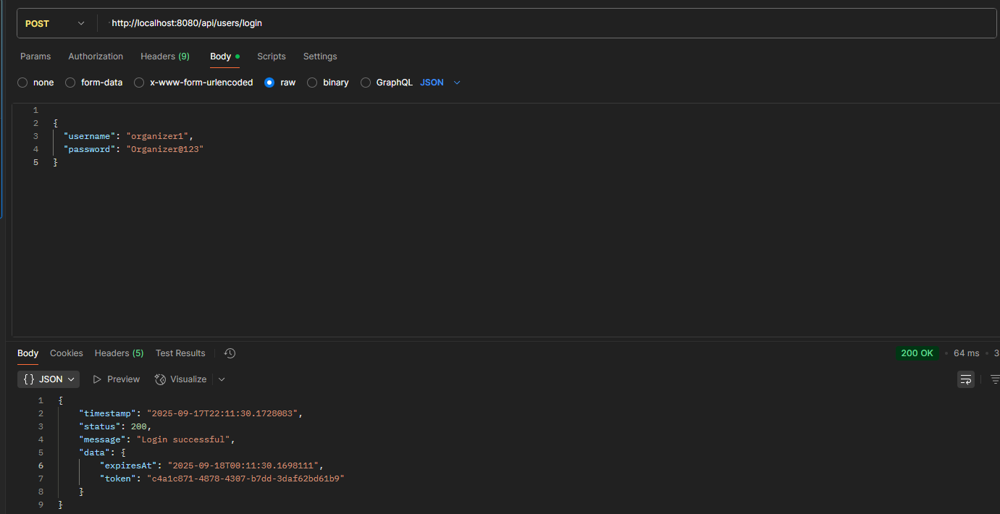 POST http://localhost:8080/api/users/login
Params Authorization Headers (9) Body Scripts Settings
none form-data x-www-form-urlencoded raw binary GraphQL JSON
1
2 {
3 "username": "organizer1",
4 "password": "Organizer@123"
5 }
Body Cookies Headers (5) Test Results 200 OK • 64 ms • 3
{} JSON Preview Visualize
1 {
2 "timestamp": "2025-09-17T22:11:30.1728083",
3 "status": 200,
4 "message": "Login successful",
5 "data": {
6 "expiresAt": "2025-09-18T00:11:30.1698111",
7 "token": "c4a1c871-4878-4307-b7dd-3daf62bd61b9"
8 }
9 }